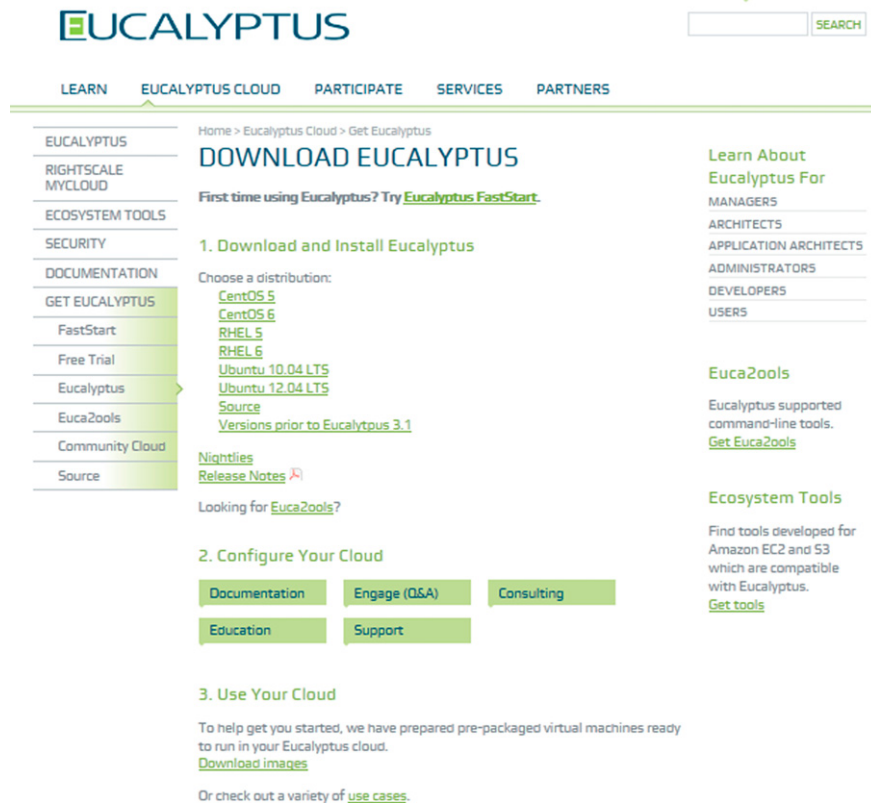 EUCALYPTUS
SEARCH
LEARN EUCALYPTUS CLOUD PARTICIPATE SERVICES PARTNERS
EUCALYPTUS
RIGHTSCALE
MYCLOUD
ECOSYSTEM TOOLS
SECURITY
DOCUMENTATION
GET EUCALYPTUS
FastStart
Free Trial
Eucalyptus
Euca2ools
Community Cloud
Source
Home > Eucalyptus Cloud > Get Eucalyptus
DOWNLOAD EUCALYPTUS
First time using Eucalyptus? Try Eucalyptus FastStart.
1. Download and Install Eucalyptus
Choose a distribution:
CentOS 5
CentOS 6
RHEL 5
RHEL 6
Ubuntu 10.04 LTS
Ubuntu 12.04 LTS
Source
Versions prior to Eucalytpus 3.1
Nightlies
Release Notes
Looking for Euca2ools?
2. Configure Your Cloud
Documentation Engage (Q&A) Consulting
Education Support
3. Use Your Cloud
To help get you started, we have prepared pre-packaged virtual machines ready
to run in your Eucalyptus cloud.
Download images
Or check out a variety of use cases.
Learn About
Eucalyptus For
MANAGERS
ARCHITECTS
APPLICATION ARCHITECTS
ADMINISTRATORS
DEVELOPERS
USERS
Euca2ools
Eucalyptus supported
command-line tools.
Get Euca2ools
Ecosystem Tools
Find tools developed for
Amazon EC2 and S3
which are compatible
with Eucalyptus.
Get tools